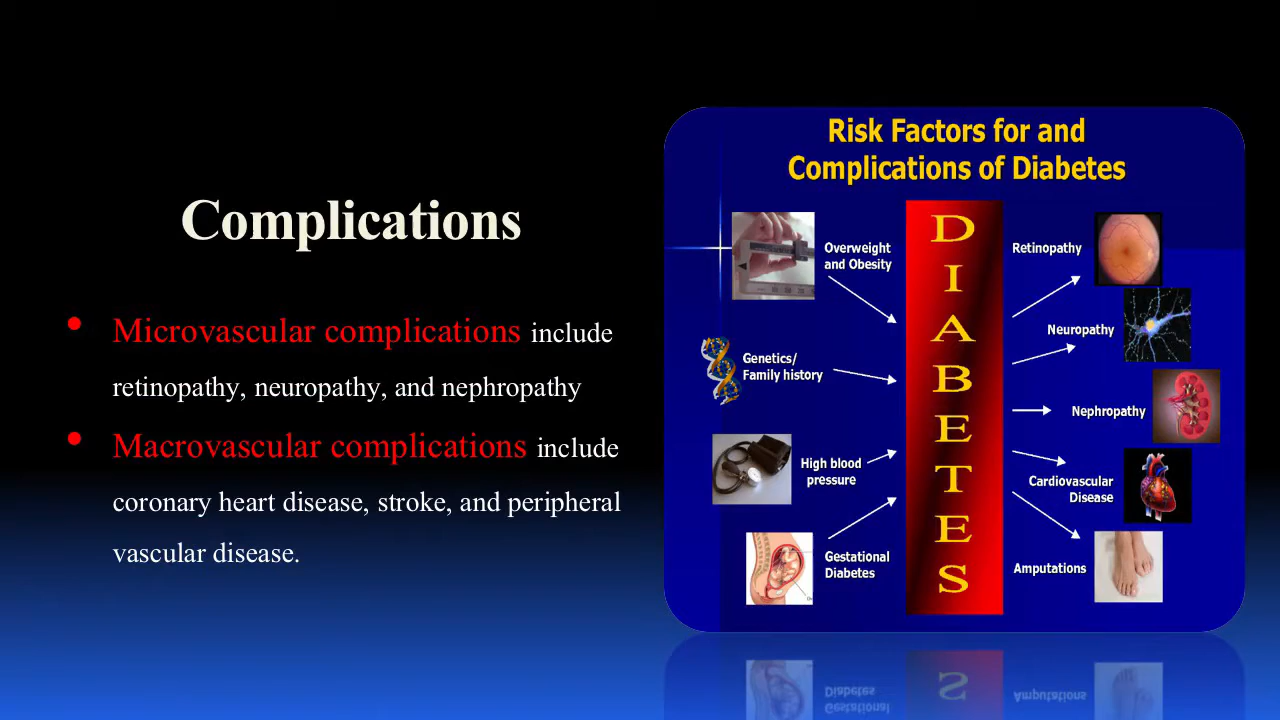 Complications
• Microvascular complications include
retinopathy, neuropathy, and nephropathy
• Macrovascular complications include
coronary heart disease, stroke, and peripheral
vascular disease.
Risk Factors for and
Complications of Diabetes
Overweight
and Obesity
Genetics/
Family history
High blood
pressure
Gestational
Diabetes
DIABETES
Retinopathy
Neuropathy
Nephropathy
Cardiovascular
Disease
Amputations